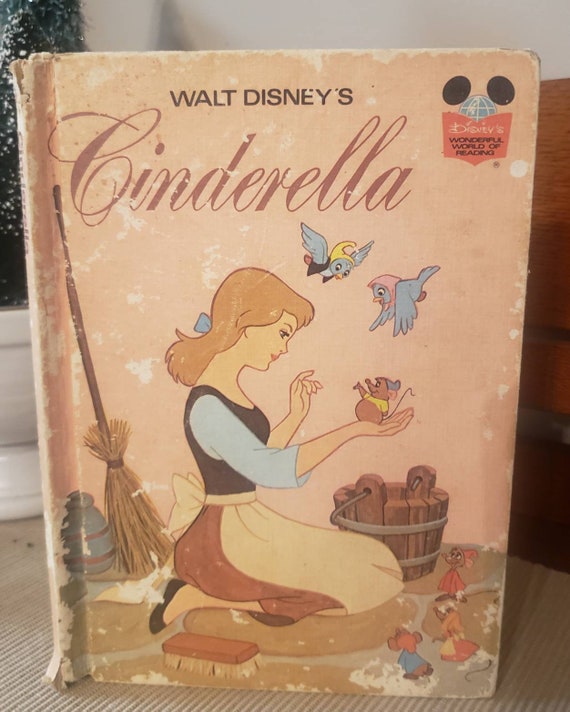 WALT DISNEY'S
Cinderella
Disney's
WONDERFUL
WORLD OF
READING
®